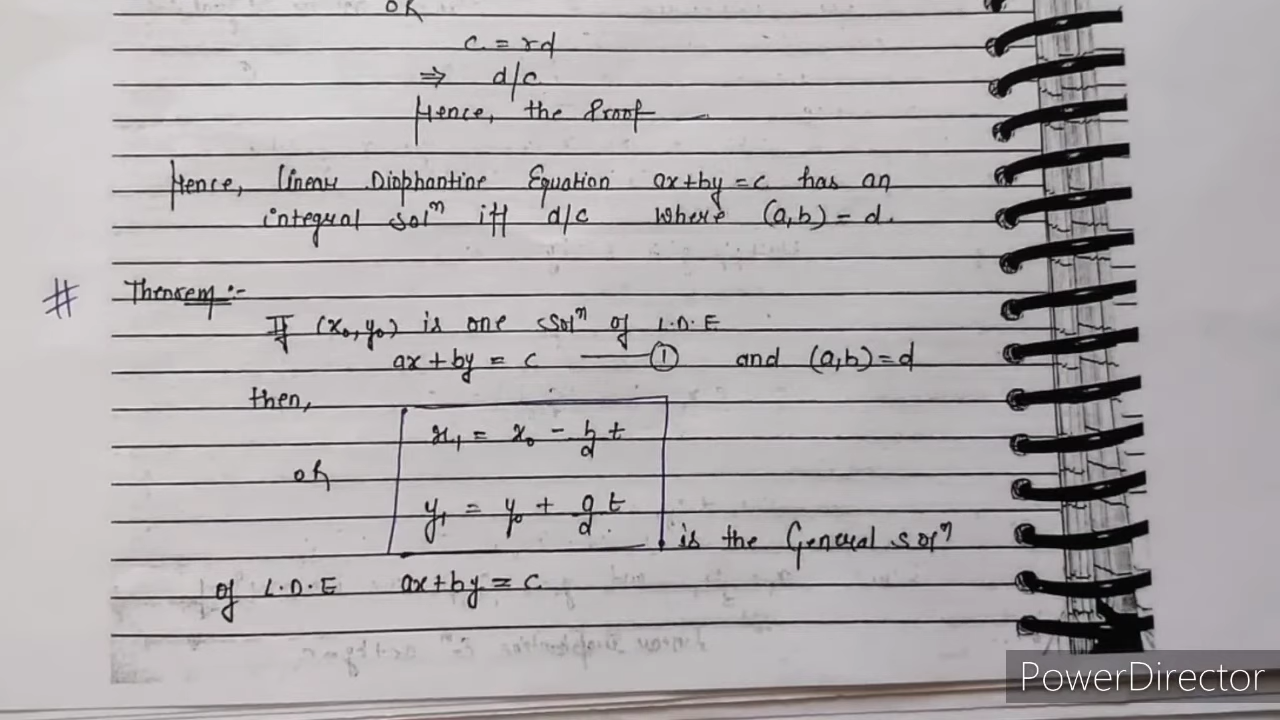 OR
c = rd
⇒ d/c
Hence, the Proof
Hence, linear Diophantine Equation ax+by=c has an
integral solⁿ iff d/c where (a,b) = d.
# Theorem:-
If (x₀,y₀) is one solⁿ of L.D.E
ax + by = c —— ① and (a,b)=d
then,
x₁ = x₀ - b/d t
or
y₁ = y₀ + a/d t
is the General solⁿ
of L.D.E ax+by = c
PowerDirector